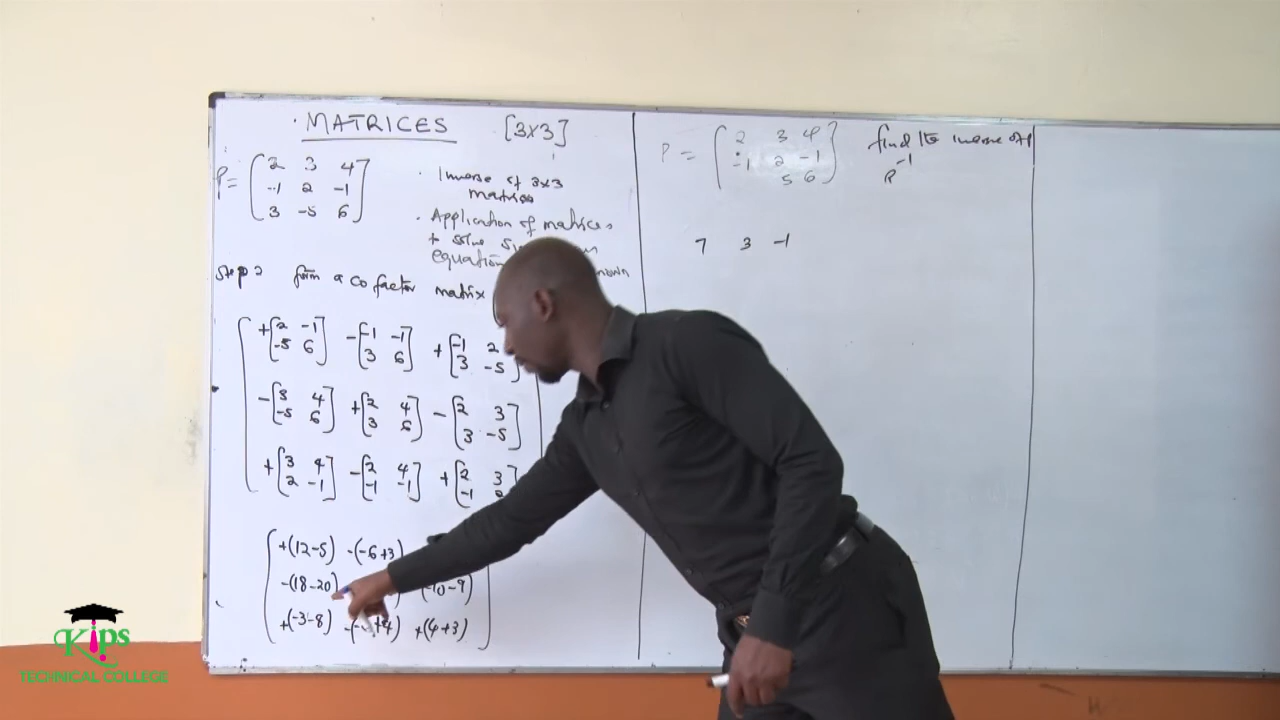 MATRICES [3x3]
P = 2 3 4
-1 2 -1
3 -5 6
· Inverse of 3x3
matrices
· Application of matrices
to solve
equation
Step 2 form a co factor matrix
+[2 -1 -[-1 -1 +[-1 2
-5 6] 3 6] 3 -5]
-[3 4 +[2 4 -[2 3
-5 6] 3 6] 3 -5]
+[3 4 -[2 4 +[2 3
2 -1] -1 -1] -1
+(12-5) -(-6+3)
-(18-20) (-10-9)
+(-3-8) +4) +(4+3)
P = 2 3 4 find the inverse of P
-1 2 -1 P^-1
5 6
7 3 -1
Kips
TECHNICAL COLLEGE